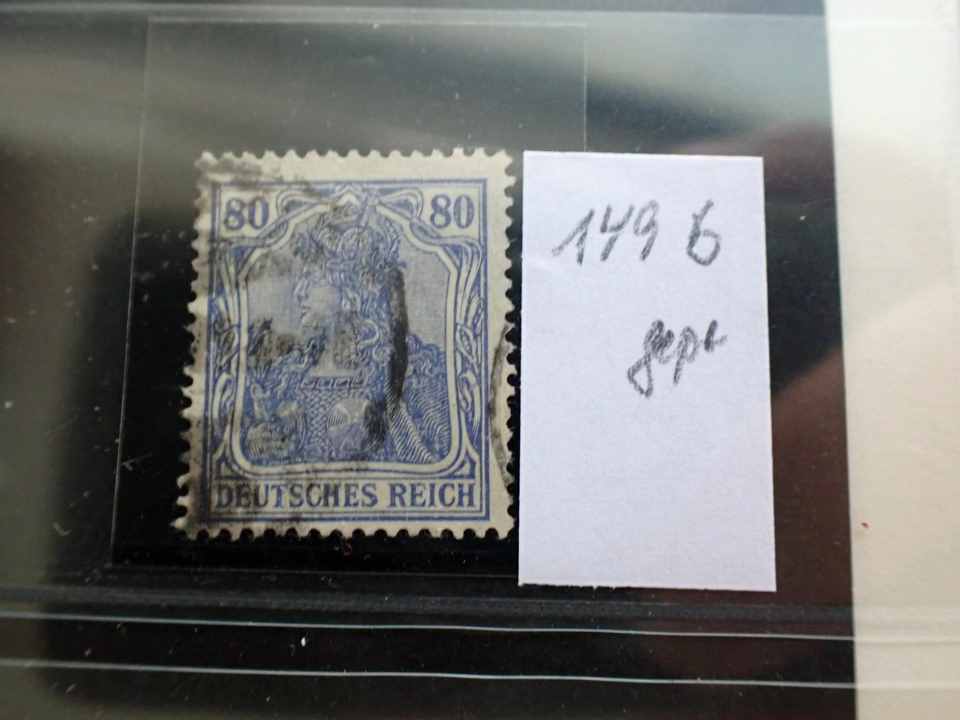 80 80
DEUTSCHES REICH
149 b
gepr